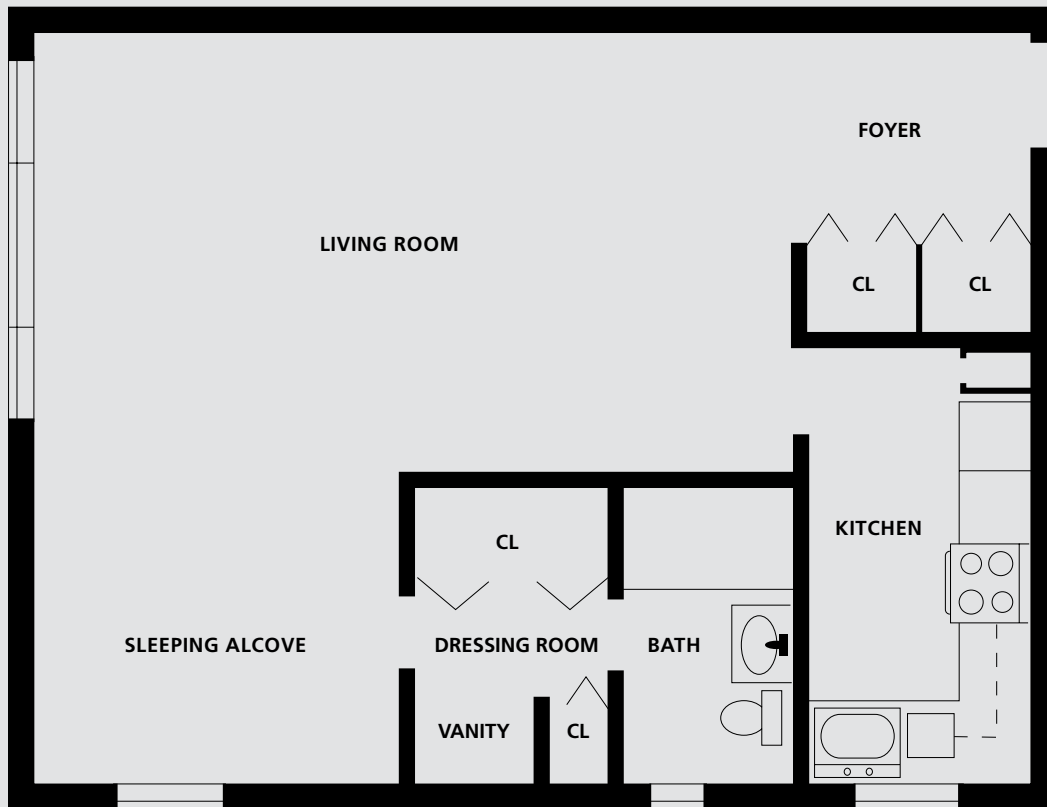 FOYER
LIVING ROOM
CL
CL
KITCHEN
CL
SLEEPING ALCOVE
DRESSING ROOM
BATH
VANITY
CL